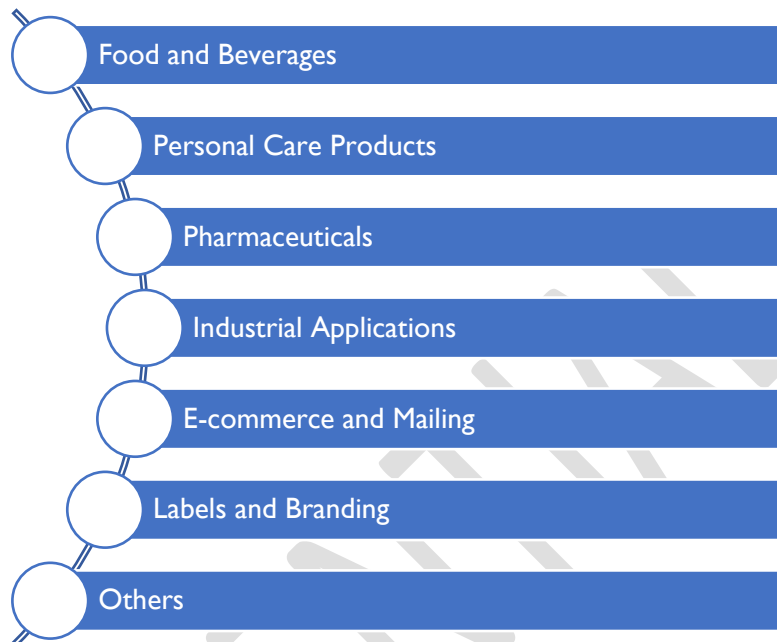 Food and Beverages
Personal Care Products
Pharmaceuticals
Industrial Applications
E-commerce and Mailing
Labels and Branding
Others